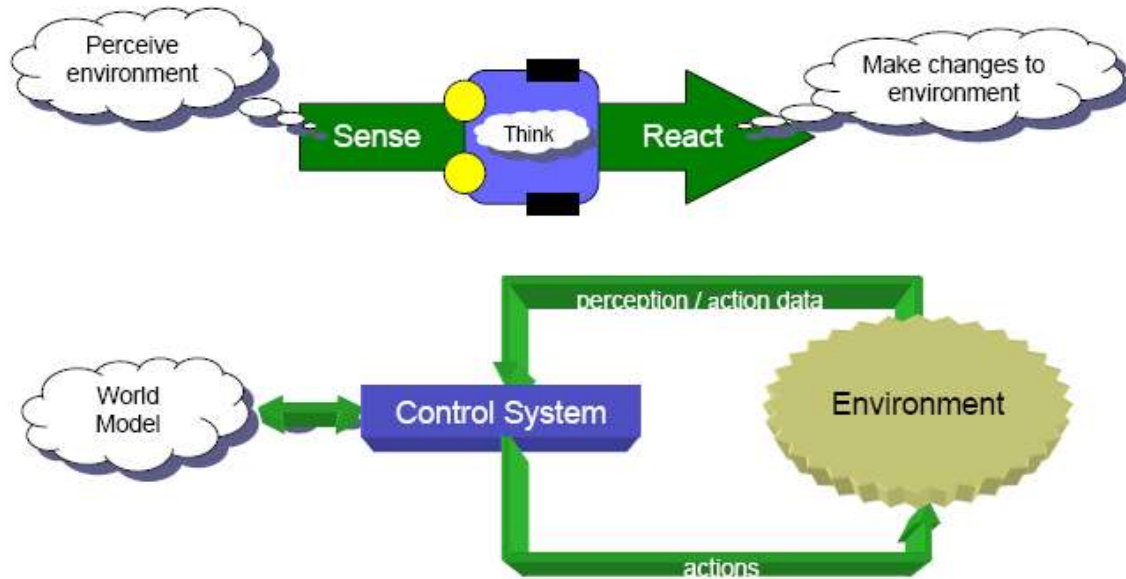 Perceive
environment
Sense
Think
React
Make changes to
environment
perception / action data
World
Model
Control System
Environment
actions